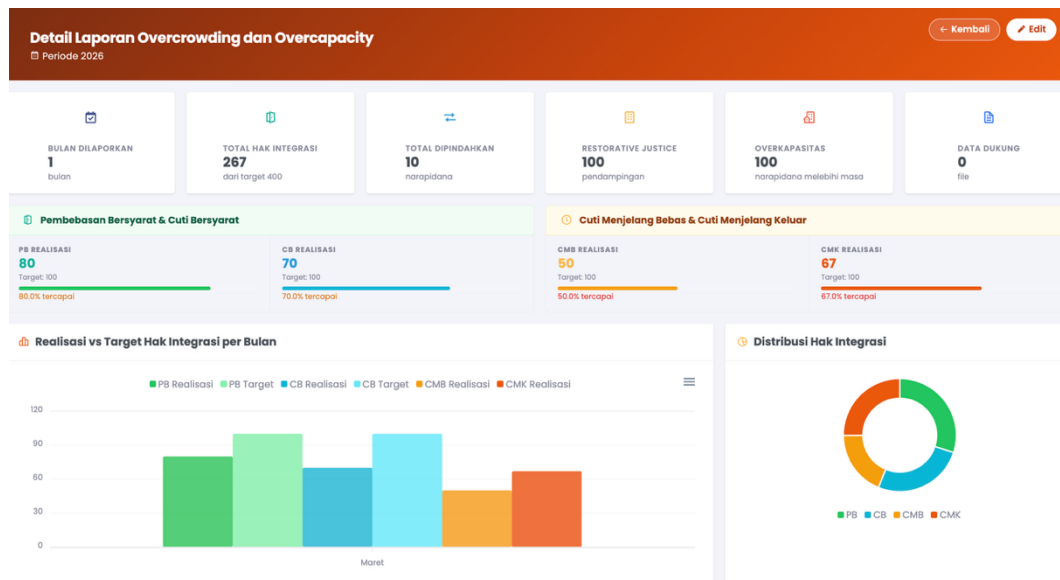 Detail Laporan Overcrowding dan Overcapacity
Periode 2026
← Kembali
Edit
BULAN DILAPORKAN
1
bulan
TOTAL HAK INTEGRASI
267
dari target 400
TOTAL DIPINDAHKAN
10
narapidana
RESTORATIVE JUSTICE
100
pendampingan
OVERKAPASITAS
100
narapidana melebihi masa
DATA DUKUNG
0
file
Pembebasan Bersyarat & Cuti Bersyarat
PB REALISASI
80
Target: 100
80.0% tercapai
CB REALISASI
70
Target: 100
70.0% tercapai
Cuti Menjelang Bebas & Cuti Menjelang Keluar
CMB REALISASI
50
Target: 100
50.0% tercapai
CMK REALISASI
67
Target: 100
67.0% tercapai
Realisasi vs Target Hak Integrasi per Bulan
PB Realisasi PB Target CB Realisasi CB Target CMB Realisasi CMK Realisasi
120
90
60
30
0
Maret
Distribusi Hak Integrasi
PB CB CMB CMK